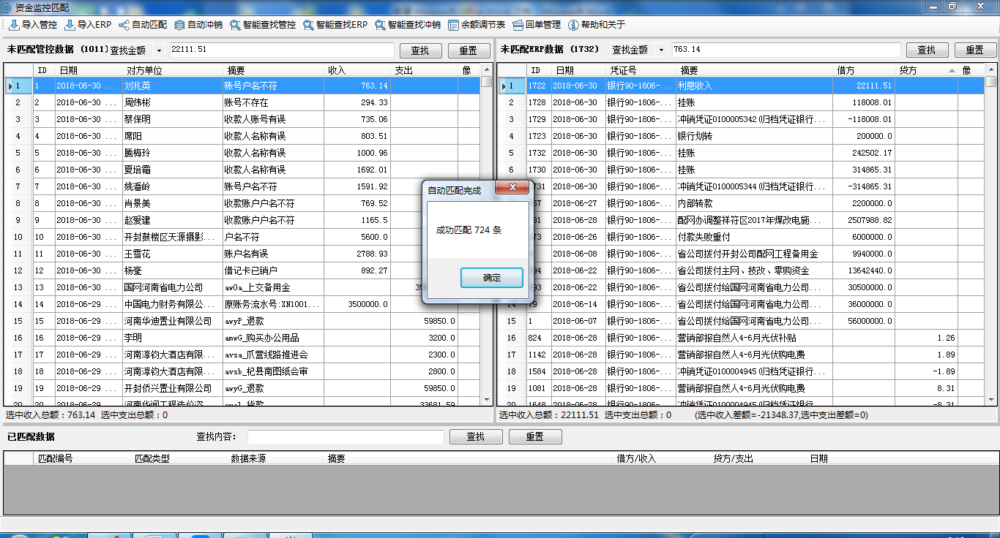 资金监控匹配
导入管控 导入ERP 自动匹配 自动冲销 智能查找管控 智能查找ERP 智能查找冲销 余额调节表 回单管理 帮助和关于
未匹配管控数据 (1011) 查找金额 22111.51 查找 重置
ID 日期 对方单位 摘要 收入 支出 像
1 1 2018-06-30 ... 刘兆英 账号户名不符 763.14
2 2 2018-06-30 ... 周炜彬 账号不存在 294.33
3 3 2018-06-30 ... 蔡保明 收款人账号有误 735.06
4 4 2018-06-30 ... 席阳 收款人名称有误 803.51
5 5 2018-06-30 ... 腾梅玲 收款人名称有误 1000.96
6 6 2018-06-30 ... 夏培霜 收款人名称有误 1692.01
7 7 2018-06-30 ... 姚潘岭 账号户名不符 1591.92
8 8 2018-06-30 ... 肖景美 收款账户户名不符 769.52
9 9 2018-06-30 ... 赵爱建 收款账户户名不符 1165.5
10 10 2018-06-30 ... 开封鼓楼区天源摄影... 户名不符 5600.0
11 11 2018-06-30 ... 王雪花 账户名有误 2788.93
12 12 2018-06-30 ... 杨毫 借记卡已销户 892.27
13 13 2018-06-30 ... 国网河南省电力公司 awOa_上交备用金 35
14 14 2018-06-29 ... 中国电力财务有限公... 原账务流水号:XN1001... 3500000.0
15 15 2018-06-29 ... 河南华迪置业有限公司 awyP_退款 59850.0
16 16 2018-06-29 ... 李明 amwG_购买办公用品 3200.0
17 17 2018-06-29 ... 河南淳钧大酒店有限... avsa_爪营线路推进会 2300.0
18 18 2018-06-29 ... 河南淳钧大酒店有限... avsb_杞县南图纸会审 2800.0
19 19 2018-06-29 ... 开封侨兴置业有限公司 awyG_退款 59850.0
20 20 2018-06-29 33681.59
选中收入总额：763.14 选中支出总额：0
未匹配ERP数据 (1732) 查找金额 763.14 查找 重置
ID 日期 凭证号 摘要 借方 贷方 像
1 1722 2018-06-30 银行90-1806-... 利息收入 22111.51
2 1728 2018-06-30 银行90-1806-... 挂账 118008.01
3 1729 2018-06-30 银行90-1806-... 冲销凭证0100005342(归档凭证银行... -118008.01
4 1723 2018-06-30 银行90-1806-... 银行划转 200000.0
5 1732 2018-06-30 银行90-1806-... 挂账 242502.17
6 1730 2018-06-30 银行90-1806-... 挂账 314865.31
731 2018-06-30 银行90-1806-... 冲销凭证0100005344(归档凭证银行... -314865.31
57 2018-06-27 银行90-1806-... 内部转款 2200000.0
31 2018-06-28 银行90-1806-... 配网办调整祥符区2017年煤改电施... 2507988.82
73 2018-06-26 银行90-1806-... 付款失败重付 6000000.0
2018-06-08 银行90-1806-... 省公司拨付开封公司配网工程备用金 9940000.0
94 2018-06-22 银行90-1806-... 省公司拨付主网、技改、零购资金 13642440.0
93 2018-06-22 银行90-1806-... 省公司拨付给国网河南省电力公司... 30500000.0
14 19 2018-06-14 银行90-1806-... 省公司拨付给国网河南省电力公司... 36000000.0
15 1 2018-06-07 银行90-1806-... 省公司拨付给国网河南省电力公司... 56000000.0
16 824 2018-06-28 银行90-1806-... 营销部报自然人4-6月光伏补贴 1.26
17 1142 2018-06-28 银行90-1806-... 营销部报自然人4-6月光伏购电费 1.89
18 1584 2018-06-28 银行90-1806-... 冲销凭证0100004945(归档凭证银行... -1.89
19 1081 2018-06-28 银行90-1806-... 营销部报自然人4-6月光伏购电费 8.31
20 1648 2018-06-28 银行90-1806-... 冲销凭证0100004945(归档凭证银行... -8.31
选中收入总额：22111.51 选中支出总额：0 (选中收入差额=-21348.37,选中支出差额=0)
自动匹配完成
成功匹配 724 条
确定
已匹配数据 查找内容： 查找 重置
匹配编号 匹配类型 数据来源 摘要 借方/收入 贷方/支出 日期